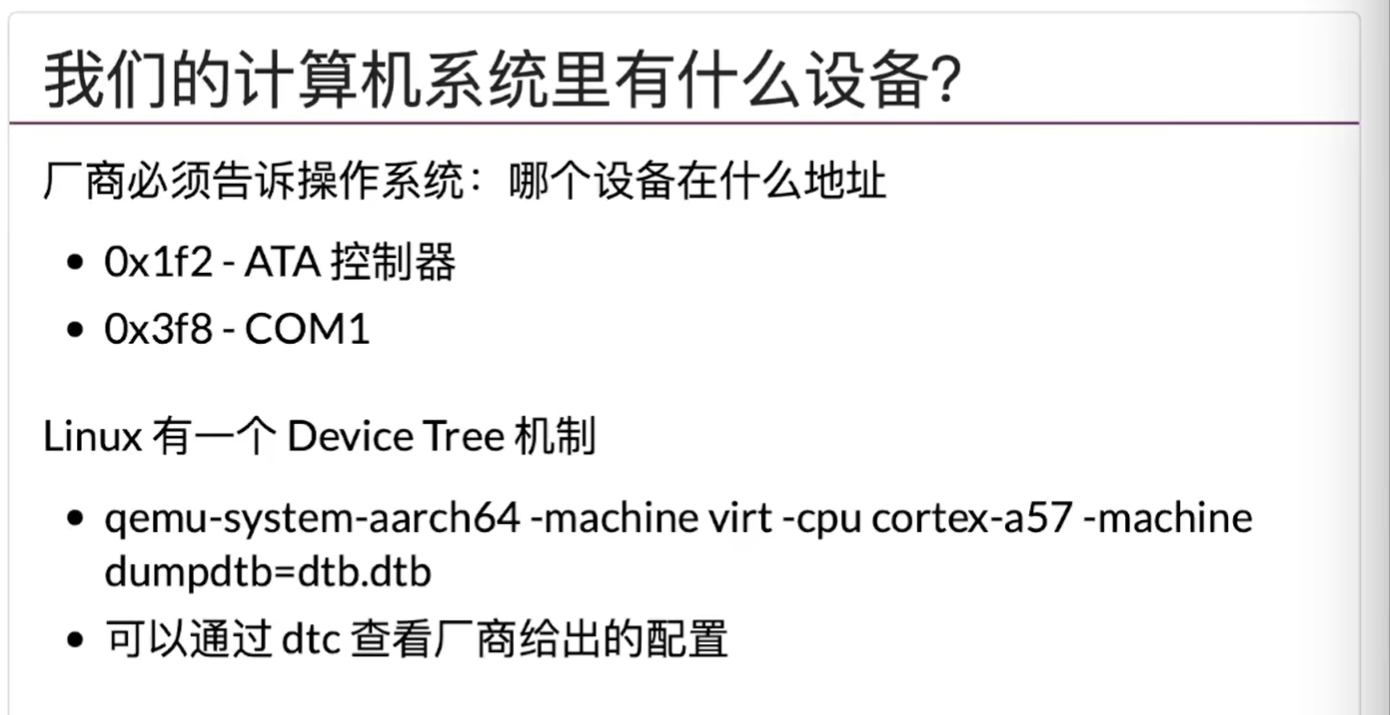 我们的计算机系统里有什么设备?
厂商必须告诉操作系统：哪个设备在什么地址
• 0x1f2 - ATA 控制器
• 0x3f8 - COM1
Linux 有一个 Device Tree 机制
• qemu-system-aarch64 -machine virt -cpu cortex-a57 -machine
dumpdtb=dtb.dtb
• 可以通过 dtc 查看厂商给出的配置